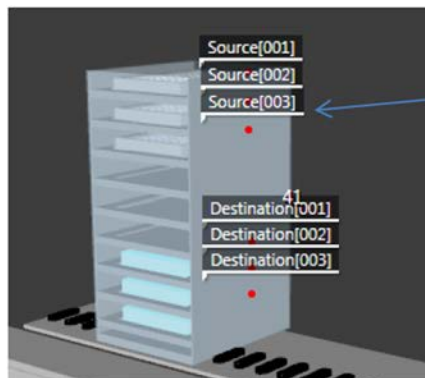 Source[001]
Source[002]
Source[003]
41
Destination[001]
Destination[002]
Destination[003]